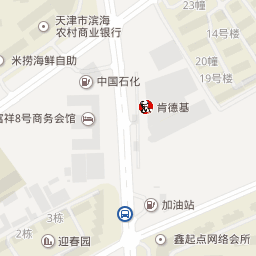 23幢
天津市滨海
农村商业银行
14号楼
米捞海鲜自助
20幢
中国石化
19号楼
肯德基
富祥8号商务会馆
加油站
3栋
2栋
迎春园
鑫起点网络会所